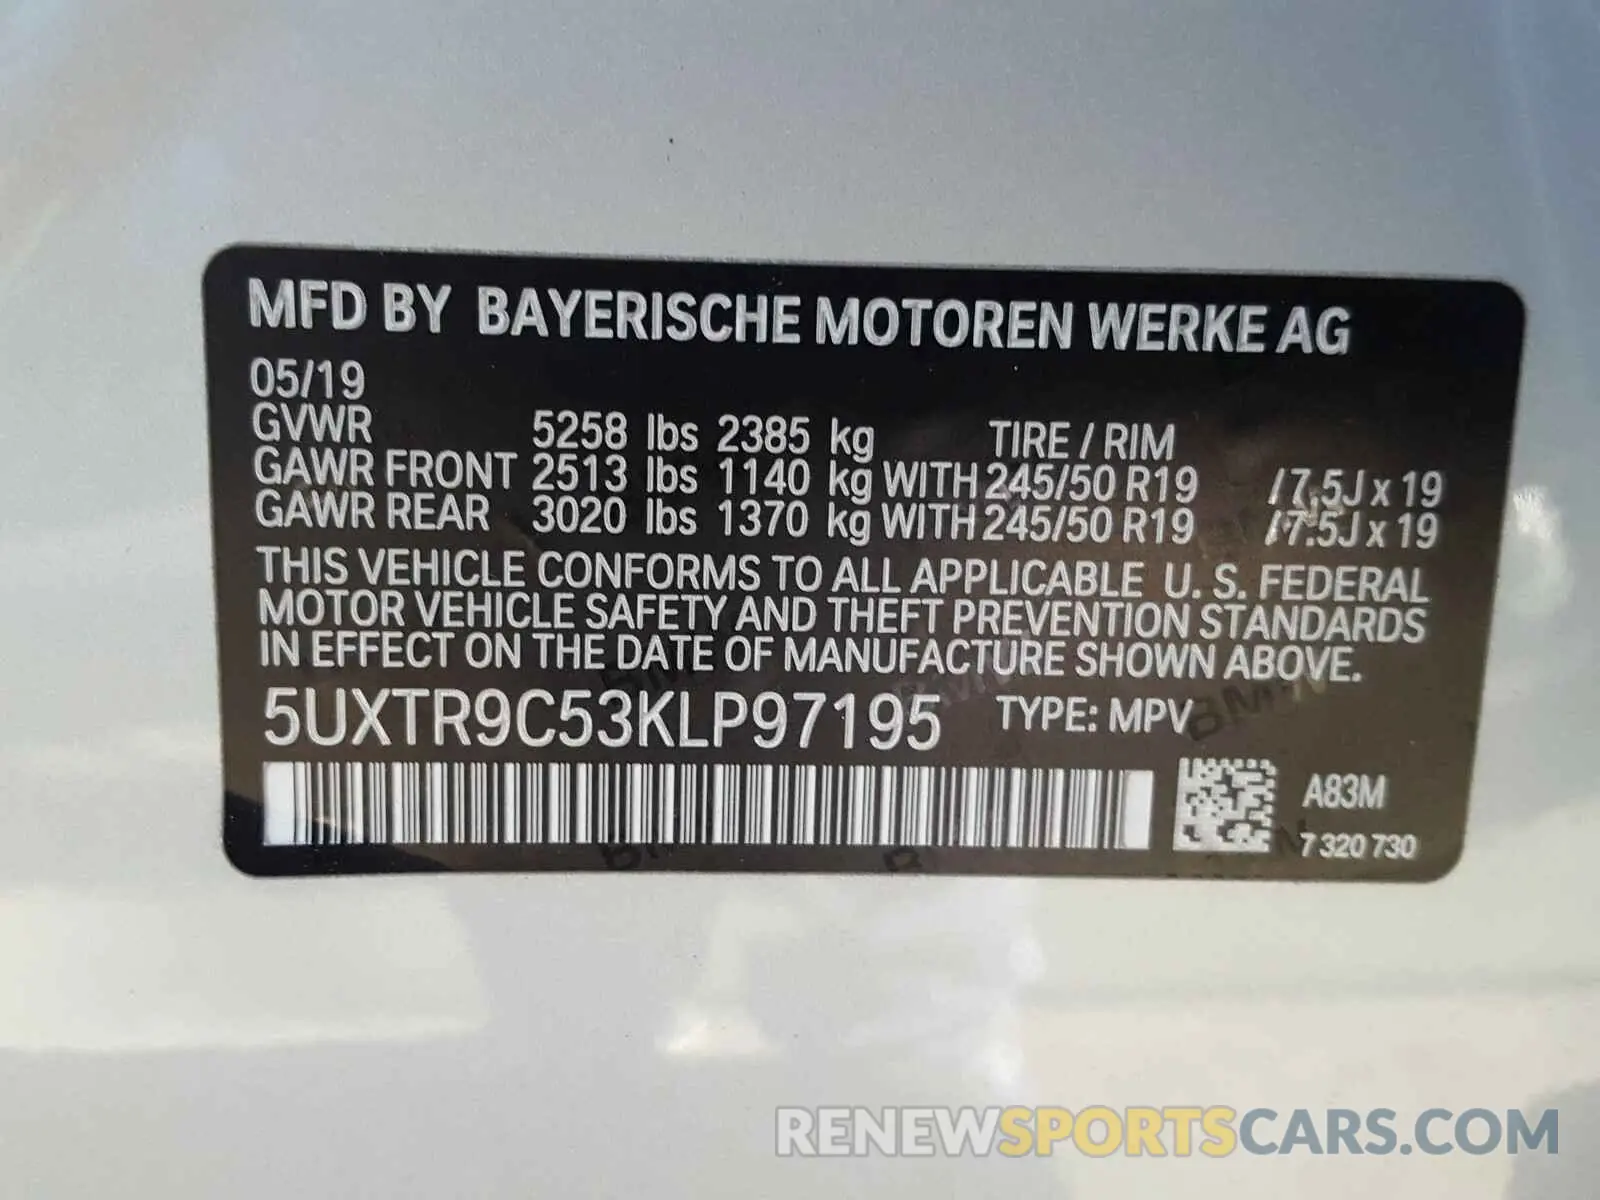 MFD BY BAYERISCHE MOTOREN WERKE AG
05/19
GVWR 5258 lbs 2385 kg TIRE / RIM
GAWR FRONT 2513 lbs 1140 kg WITH 245/50 R19 / 7.5J x 19
GAWR REAR 3020 lbs 1370 kg WITH 245/50 R19 / 7.5J x 19
THIS VEHICLE CONFORMS TO ALL APPLICABLE U. S. FEDERAL
MOTOR VEHICLE SAFETY AND THEFT PREVENTION STANDARDS
IN EFFECT ON THE DATE OF MANUFACTURE SHOWN ABOVE.
5UXTR9C53KLP97195 TYPE: MPV
A83M
7 320 730
RENEWSPORTSCARS.COM